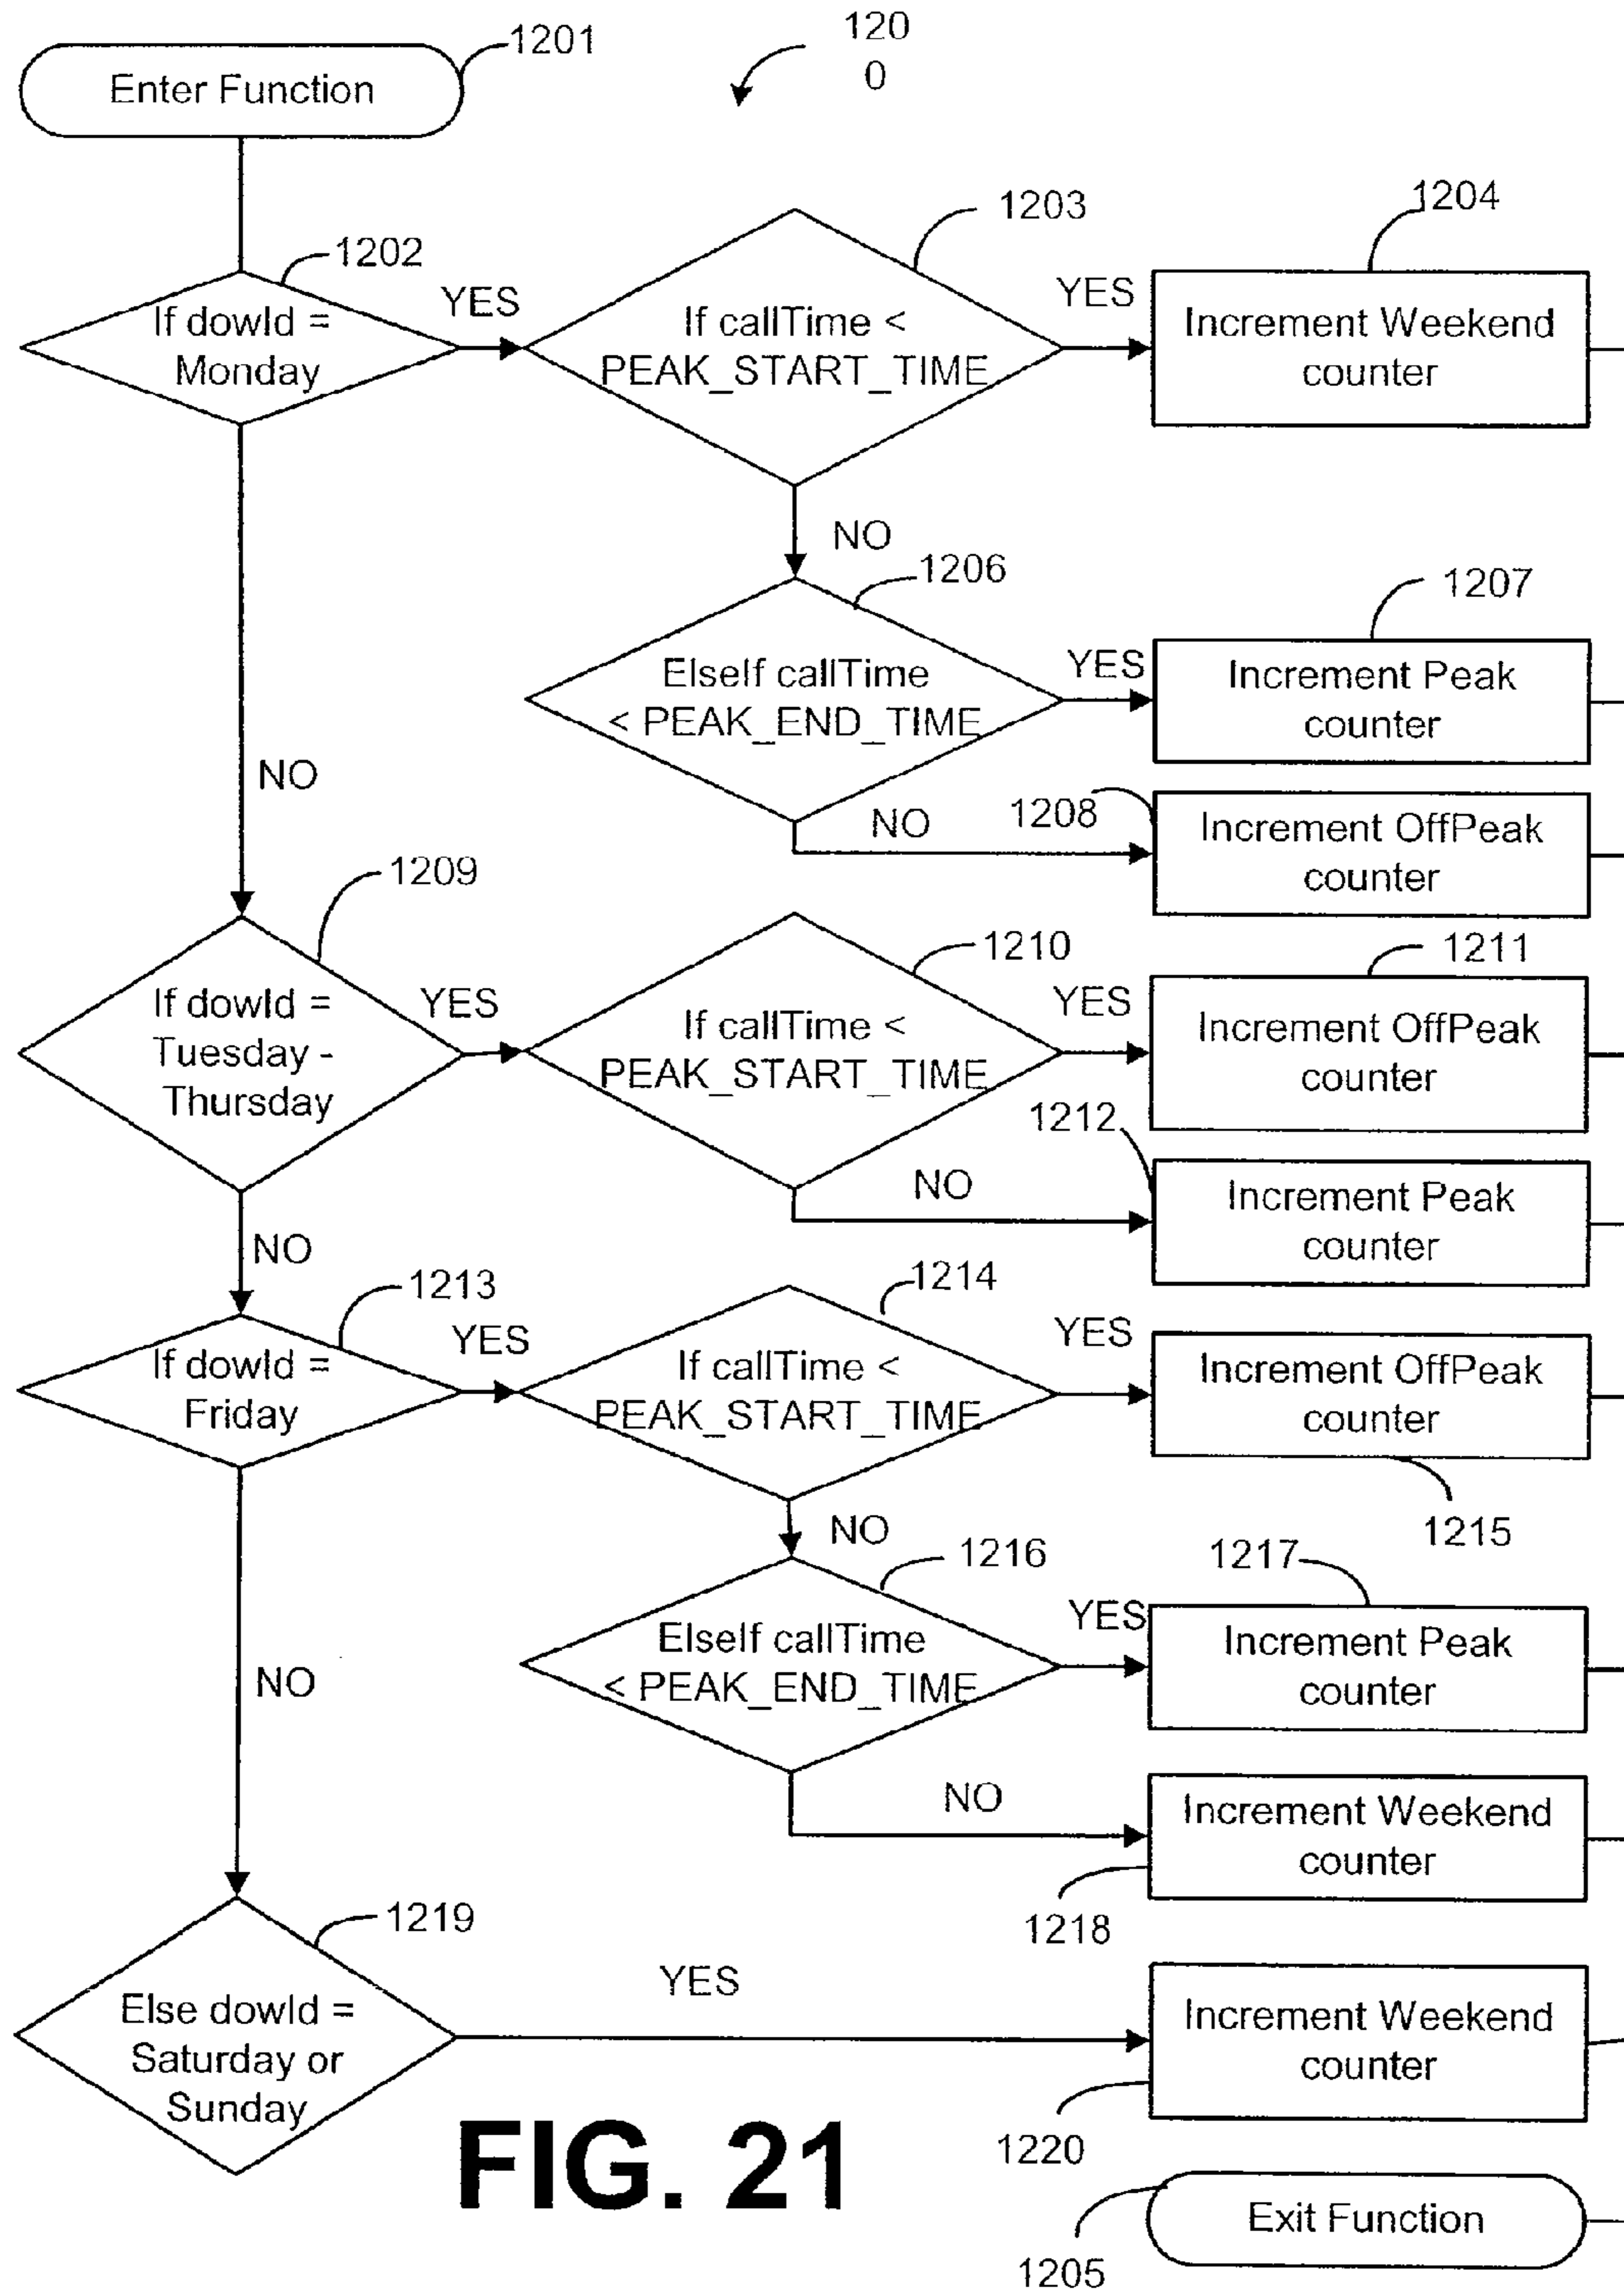 1201
120
0
Enter Function
1203
1204
1202
YES
YES
If dowId =
Monday
If callTime <
PEAK_START_TIME
Increment Weekend
counter
NO
1206
1207
ElseIf callTime
< PEAK_END_TIME
YES
Increment Peak
counter
NO
1208
NO
Increment OffPeak
counter
1209
1210
1211
If dowId =
Tuesday -
Thursday
YES
If callTime <
PEAK_START_TIME
YES
Increment OffPeak
counter
1212
NO
Increment Peak
counter
NO
1213
1214
YES
YES
If dowId =
Friday
If callTime <
PEAK_START_TIME
Increment OffPeak
counter
1215
NO
1216
1217
YES
ElseIf callTime
< PEAK_END_TIME
Increment Peak
counter
NO
NO
Increment Weekend
counter
1218
1219
YES
Else dowId =
Saturday or
Sunday
Increment Weekend
counter
1220
FIG. 21
Exit Function
1205